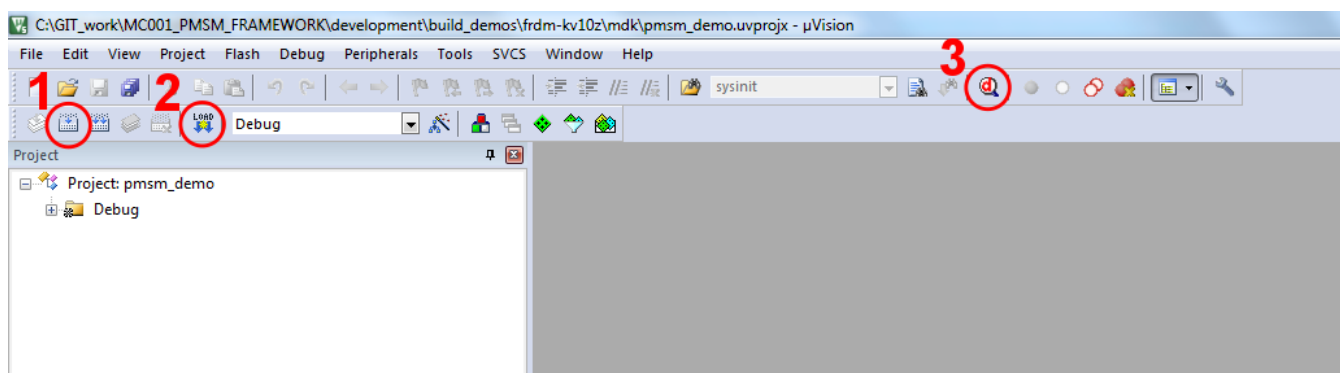 C:\GIT_work\MC001_PMSM_FRAMEWORK\development\build_demos\frdm-kv10z\mdk\pmsm_demo.uvprojx - µVision
File Edit View Project Flash Debug Peripherals Tools SVCS Window Help
3
sysinit
1 2
LOAD Debug
Project
Project: pmsm_demo
Debug